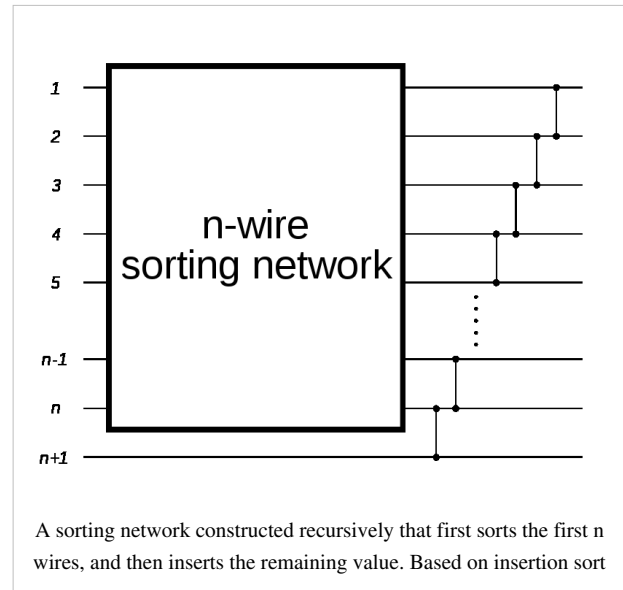 1
2
3
4
5
n-1
n
n+1
n-wire
sorting network
A sorting network constructed recursively that first sorts the first n
wires, and then inserts the remaining value. Based on insertion sort